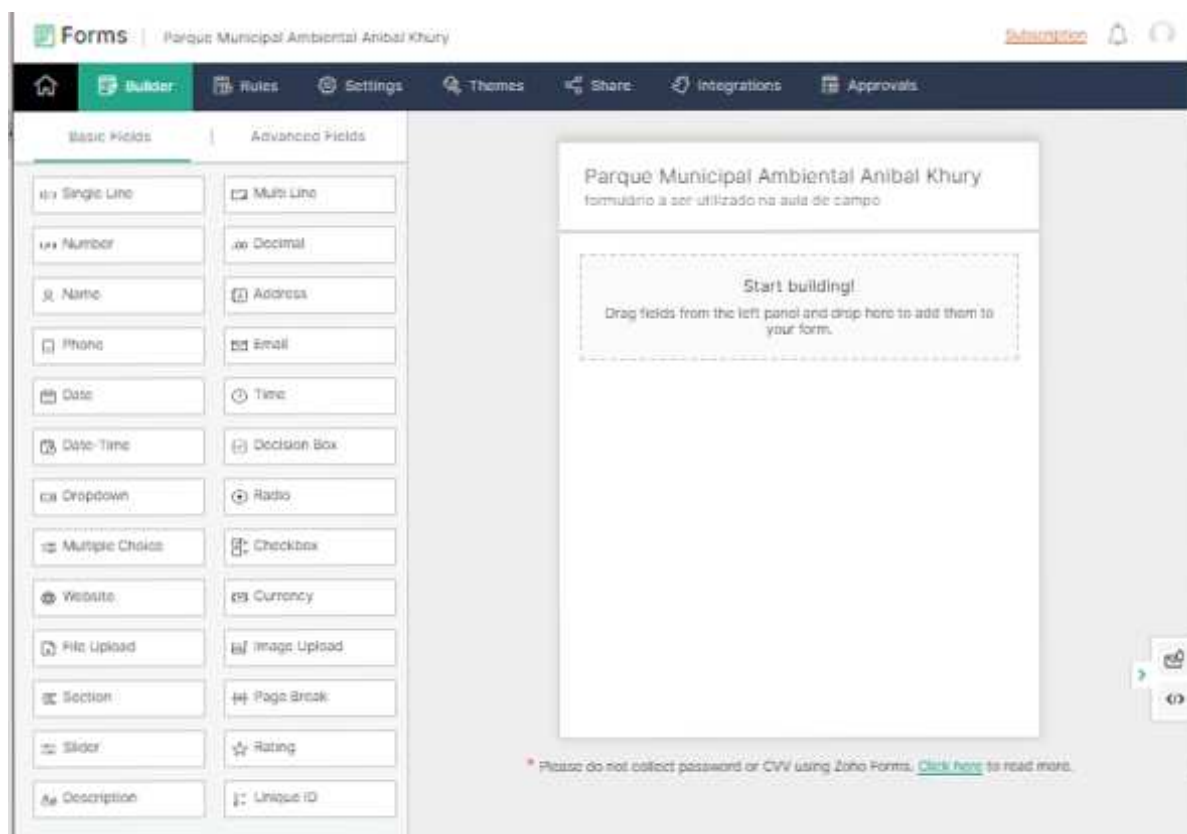 Forms
Parque Municipal Ambiental Anibal Khury
Subscription
Builder
Rules
Settings
Themes
Share
Integrations
Approvals
Basic Fields
Advanced Fields
Single Line
Multi Line
Number
Decimal
Name
Address
Phone
Email
Date
Time
Date-Time
Decision Box
Dropdown
Radio
Multiple Choice
Checkbox
Website
Currency
File Upload
Image Upload
Section
Page Break
Slider
Rating
Description
Unique ID
Parque Municipal Ambiental Anibal Khury
formulário a ser utilizado na aula de campo
Start building!
Drag fields from the left panel and drop here to add them to
your form.
* Please do not collect password or CVV using Zoho Forms. Click here to read more.